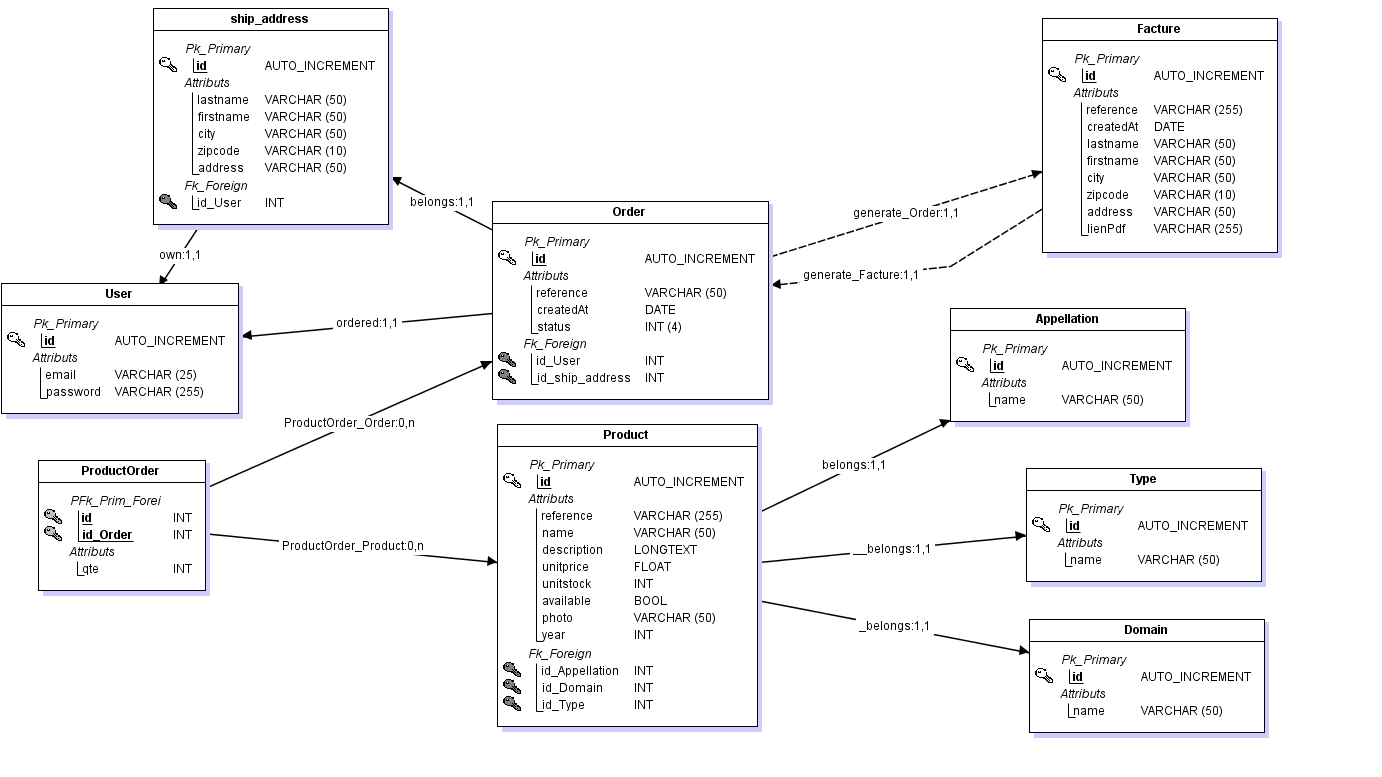 ship_address
Pk_Primary
id AUTO_INCREMENT
Attributs
lastname VARCHAR (50)
firstname VARCHAR (50)
city VARCHAR (50)
zipcode VARCHAR (10)
address VARCHAR (50)
Fk_Foreign
id_User INT
own:1,1
belongs:1,1
User
Pk_Primary
id AUTO_INCREMENT
Attributs
email VARCHAR (25)
password VARCHAR (255)
ordered:1,1
Order
Pk_Primary
id AUTO_INCREMENT
Attributs
reference VARCHAR (50)
createdAt DATE
status INT (4)
Fk_Foreign
id_User INT
id_ship_address INT
generate_Order:1,1
generate_Facture:1,1
Facture
Pk_Primary
id AUTO_INCREMENT
Attributs
reference VARCHAR (255)
createdAt DATE
lastname VARCHAR (50)
firstname VARCHAR (50)
city VARCHAR (50)
zipcode VARCHAR (10)
address VARCHAR (50)
lienPdf VARCHAR (255)
ProductOrder_Order:0,n
ProductOrder
PFk_Prim_Forei
id INT
id_Order INT
Attributs
qte INT
ProductOrder_Product:0,n
Product
Pk_Primary
id AUTO_INCREMENT
Attributs
reference VARCHAR (255)
name VARCHAR (50)
description LONGTEXT
unitprice FLOAT
unitstock INT
available BOOL
photo VARCHAR (50)
year INT
Fk_Foreign
id_Appellation INT
id_Domain INT
id_Type INT
belongs:1,1
__belongs:1,1
_belongs:1,1
Appellation
Pk_Primary
id AUTO_INCREMENT
Attributs
name VARCHAR (50)
Type
Pk_Primary
id AUTO_INCREMENT
Attributs
name VARCHAR (50)
Domain
Pk_Primary
id AUTO_INCREMENT
Attributs
name VARCHAR (50)